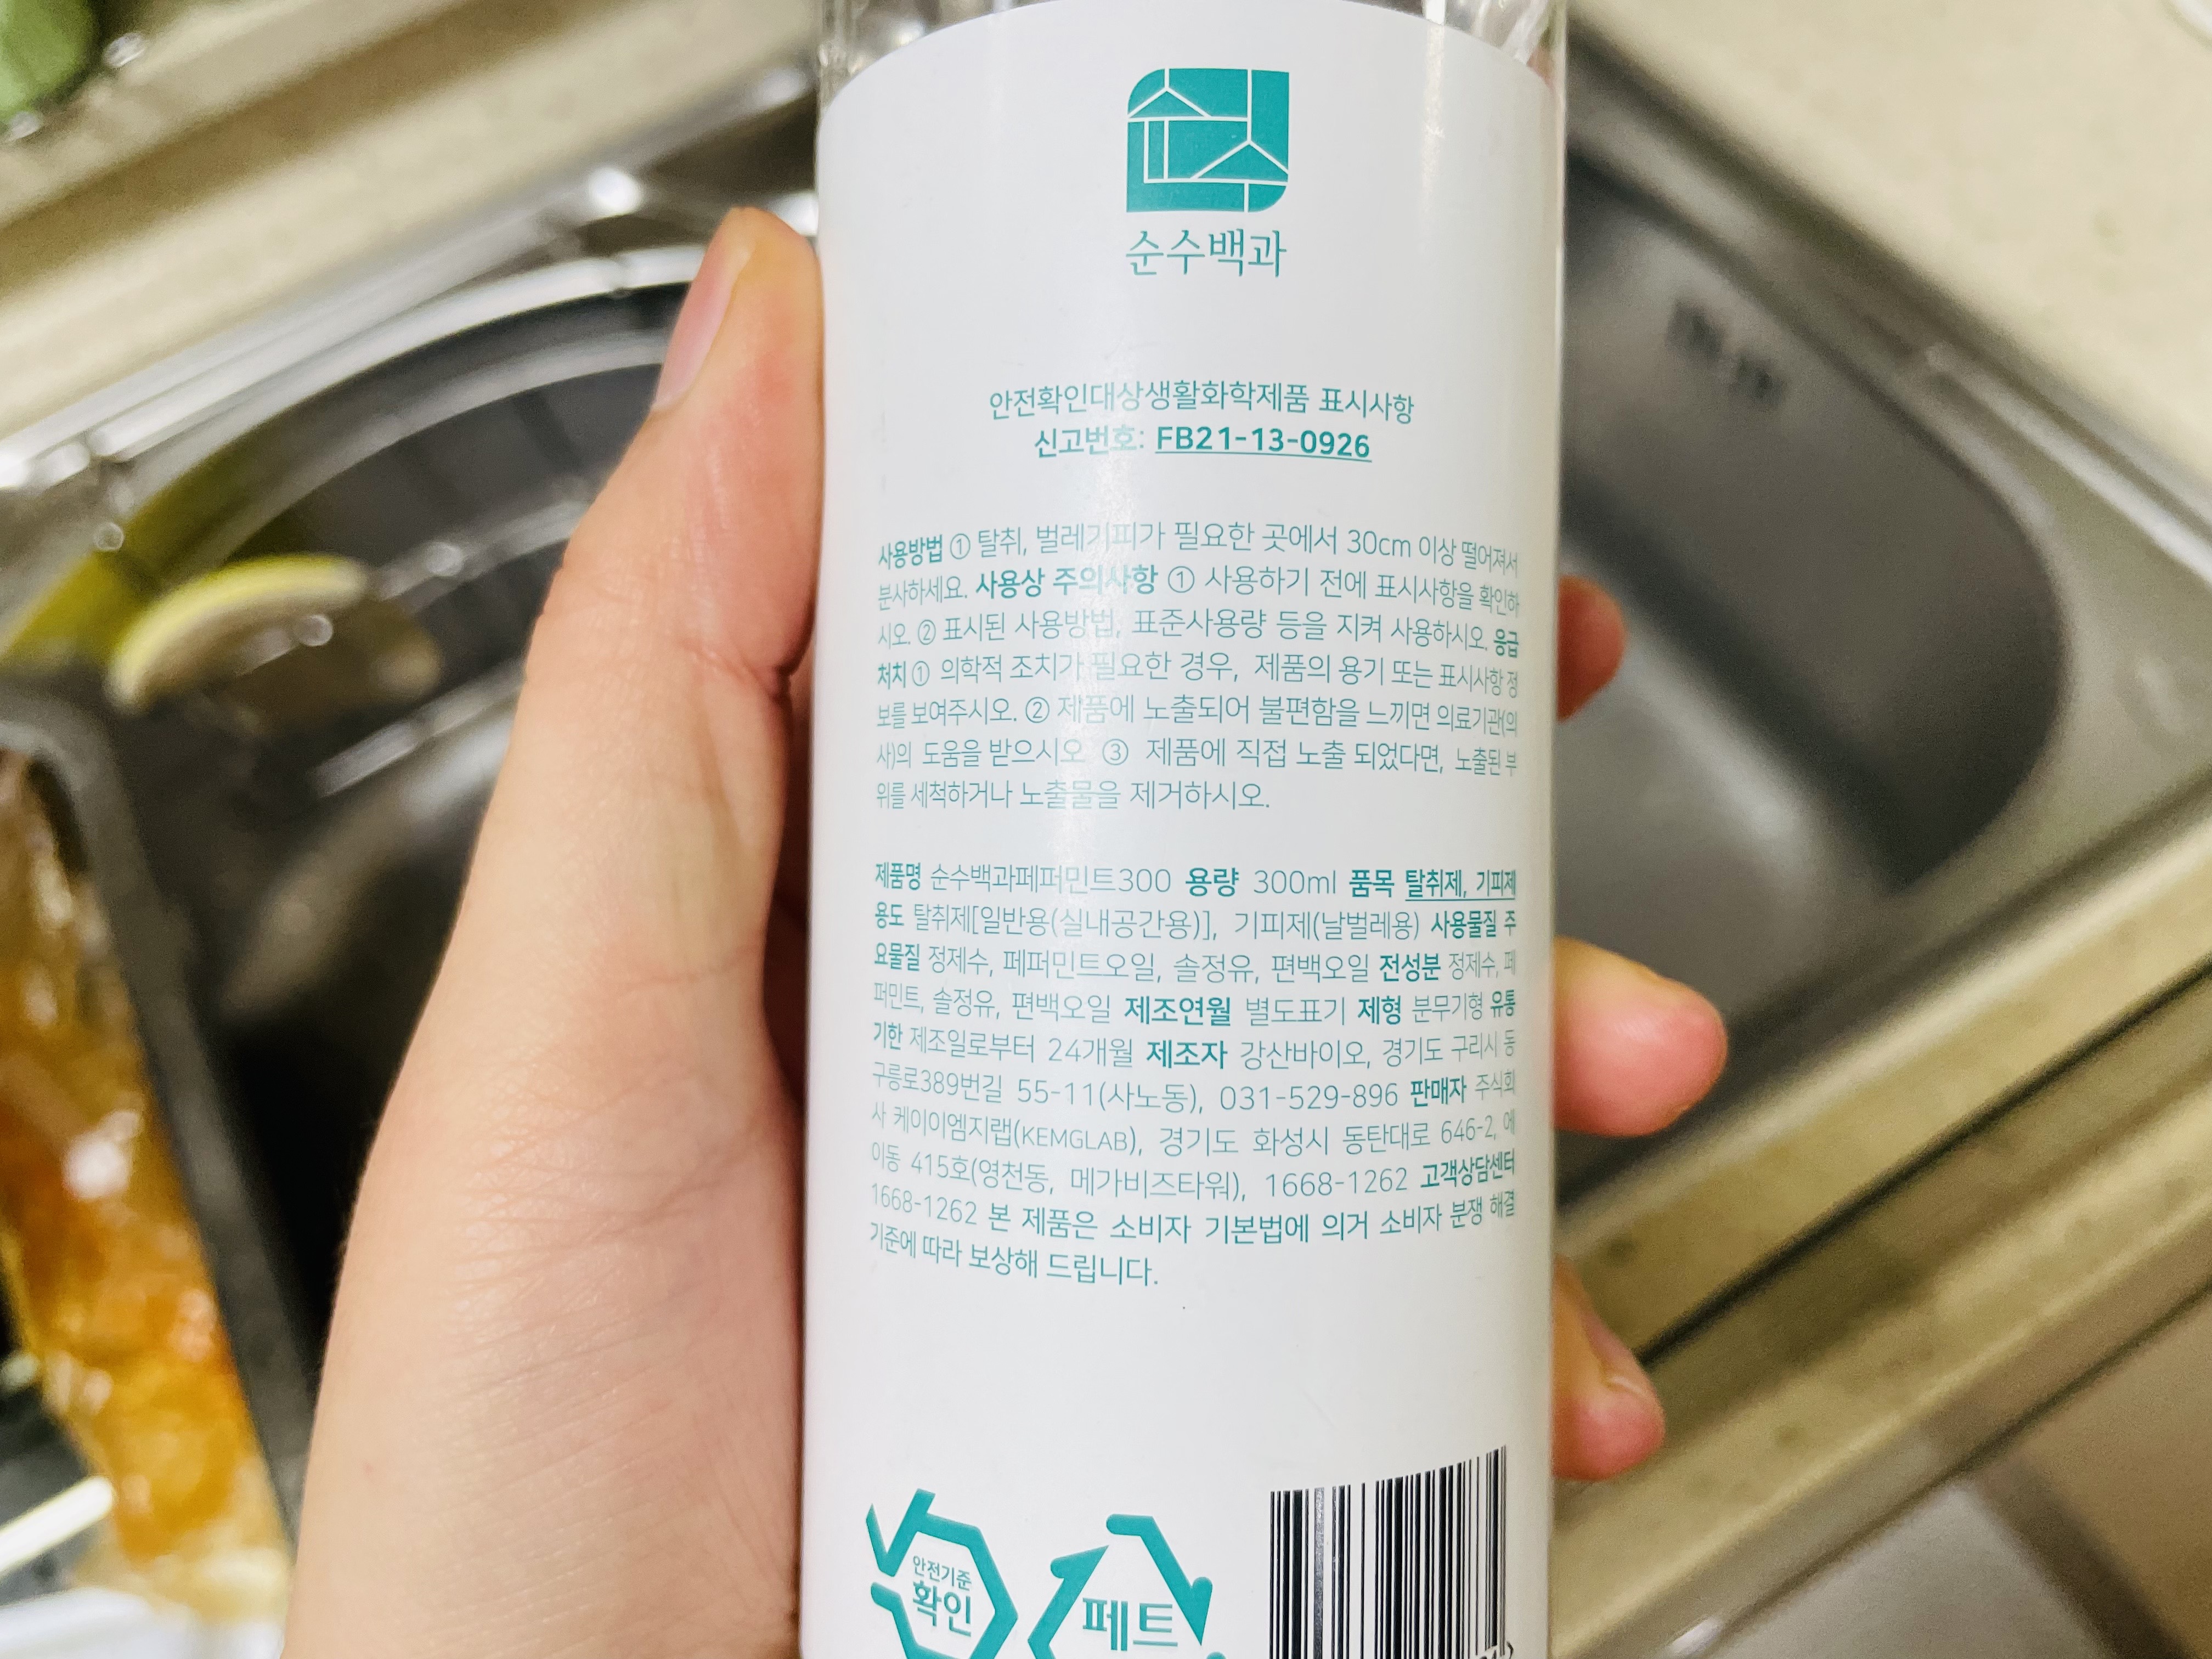 순수백과
안전확인대상생활화학제품 표시사항
신고번호: FB21-13-0926
사용방법 ① 탈취, 벌레기피가 필요한 곳에서 30cm 이상 떨어져서
분사하세요. 사용상 주의사항 ① 사용하기 전에 표시사항을 확인하
시오. ② 표시된 사용방법, 표준사용량 등을 지켜 사용하시오. 응급
처치 ① 의학적 조치가 필요한 경우, 제품의 용기 또는 표시사항 정
보를 보여주시오. ② 제품에 노출되어 불편함을 느끼면 의료기관(의
사)의 도움을 받으시오. ③ 제품에 직접 노출 되었다면, 노출된 부
위를 세척하거나 노출물을 제거하시오.
제품명 순수백과페퍼민트300 용량 300ml 품목 탈취제, 기피제
용도 탈취제[일반용(실내공간용)], 기피제(날벌레용) 사용물질 주
요물질 정제수, 페퍼민트오일, 솔정유, 편백오일 전성분 정제수, 페
퍼민트, 솔정유, 편백오일 제조연월 별도표기 제형 분무기형 유통
기한 제조일로부터 24개월 제조자 강산바이오, 경기도 구리시 동
구릉로389번길 55-11(사노동), 031-529-896 판매자 주식회
사 케이이엠지랩(KEMGLAB), 경기도 화성시 동탄대로 646-2, 에
이동 415호(영천동, 메가비즈타워), 1668-1262 고객상담센터
1668-1262 본 제품은 소비자 기본법에 의거 소비자 분쟁 해결
기준에 따라 보상해 드립니다.
안전기준
확인
페트